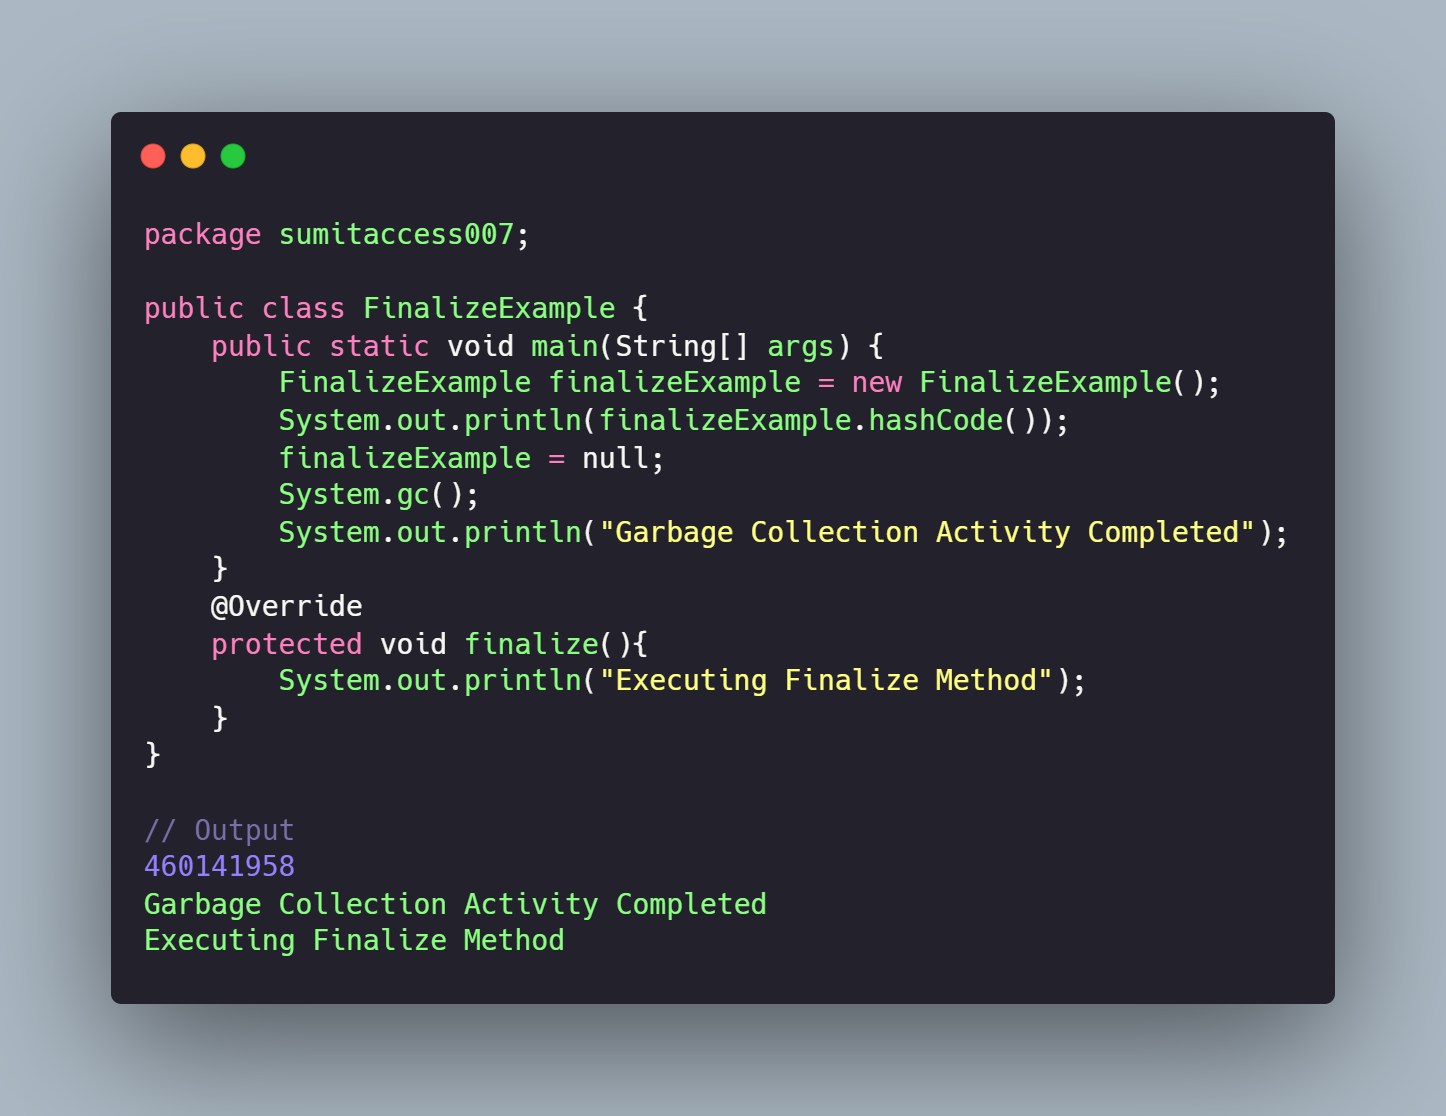 package sumitaccess007;

public class FinalizeExample {
    public static void main(String[] args) {
        FinalizeExample finalizeExample = new FinalizeExample();
        System.out.println(finalizeExample.hashCode());
        finalizeExample = null;
        System.gc();
        System.out.println("Garbage Collection Activity Completed");
    }
    @Override
    protected void finalize(){
        System.out.println("Executing Finalize Method");
    }
}

// Output
460141958
Garbage Collection Activity Completed
Executing Finalize Method